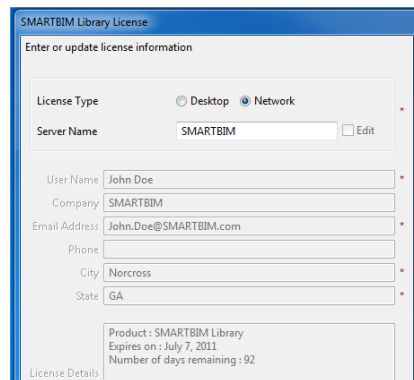 SMARTBIM Library License
Enter or update license information
License Type Desktop Network *
Server Name SMARTBIM Edit
User Name John Doe *
Company SMARTBIM
Email Address John.Doe@SMARTBIM.com *
Phone
City Norcross *
State GA *
Product : SMARTBIM Library
Expires on : July 7, 2011
Number of days remaining : 92
License Details